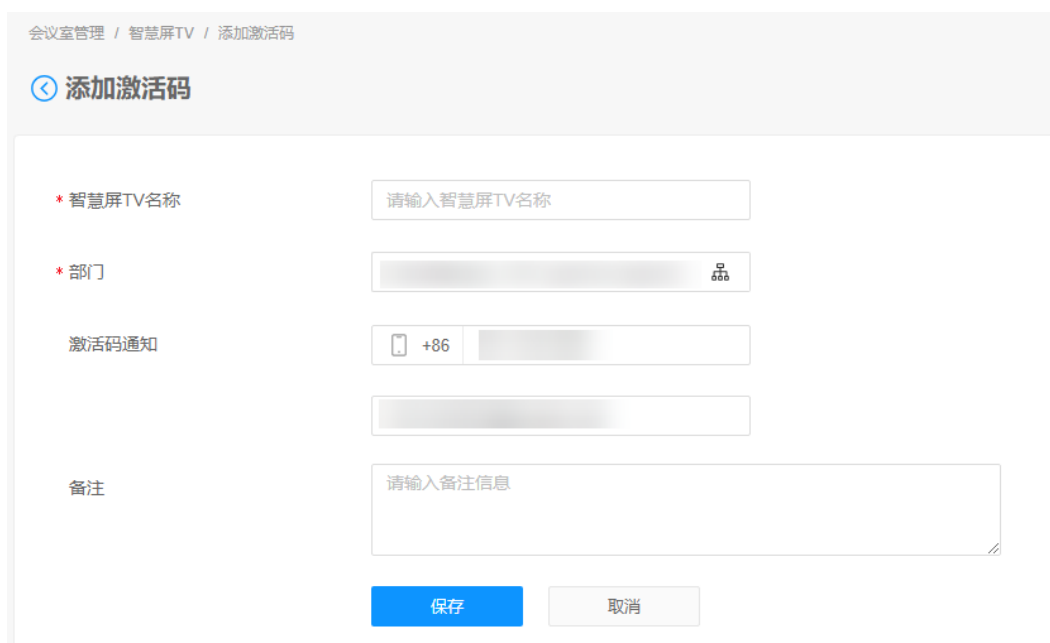 会议室管理 / 智慧屏TV / 添加激活码
添加激活码
* 智慧屏TV名称 请输入智慧屏TV名称
* 部门
激活码通知 +86
备注 请输入备注信息
保存 取消